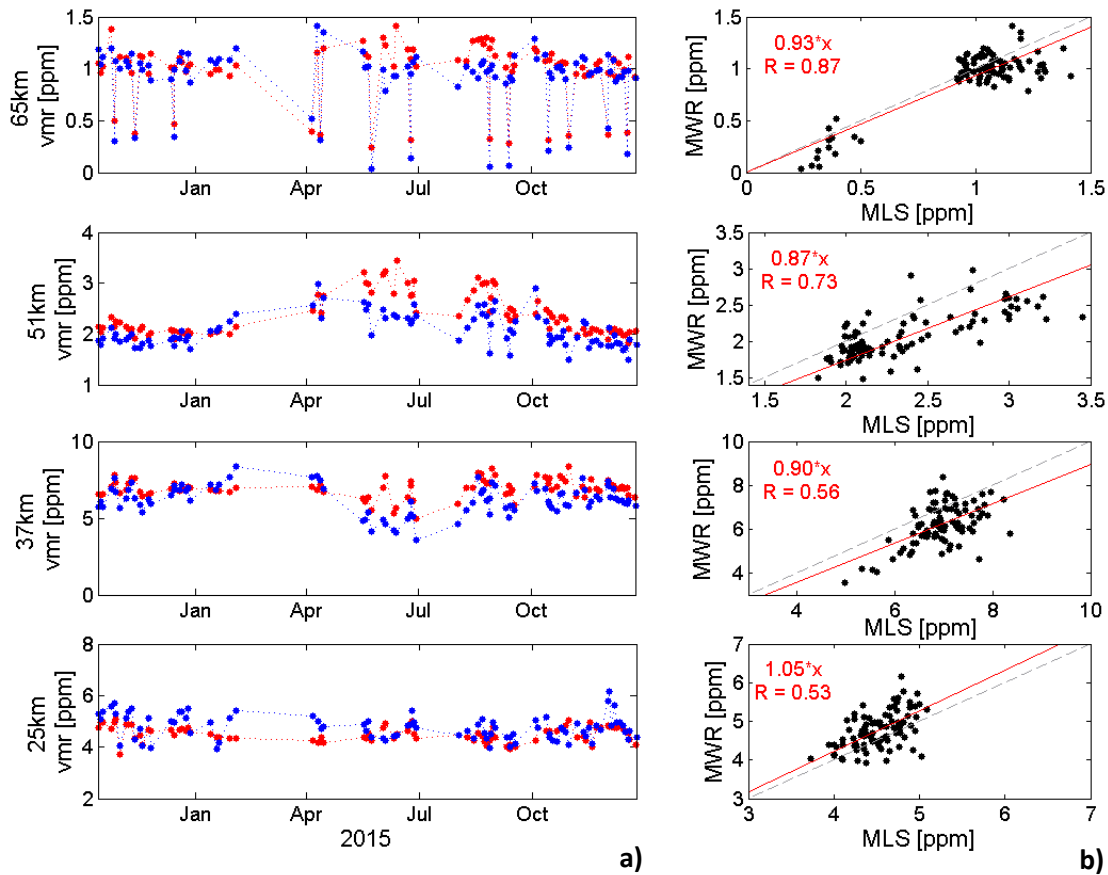 1.5
1
0.5
0
65km
vmr [ppm]
Jan
Apr
Jul
Oct
4
3
2
1
51km
vmr [ppm]
Jan
Apr
Jul
Oct
10
5
0
37km
vmr [ppm]
Jan
Apr
Jul
Oct
8
6
4
2
25km
vmr [ppm]
Jan
Apr
Jul
Oct
2015
a)
0.93*x
R = 0.87
1.5
1
0.5
0
MWR [ppm]
0
0.5
1
1.5
MLS [ppm]
0.87*x
R = 0.73
3.5
3
2.5
2
1.5
MWR [ppm]
1.5
2
2.5
3
3.5
MLS [ppm]
0.90*x
R = 0.56
10
8
6
4
MWR [ppm]
4
6
8
10
MLS [ppm]
1.05*x
R = 0.53
7
6
5
4
3
MWR [ppm]
3
4
5
6
7
MLS [ppm]
b)